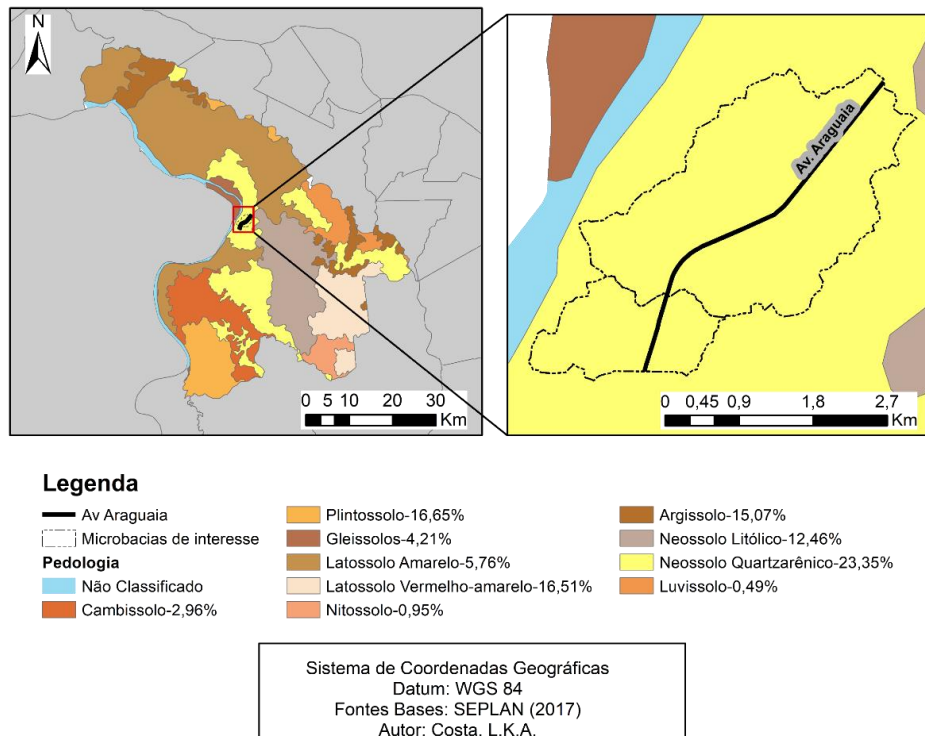 N
0 5 10 20 30
Km
Av. Araguaia
0 0,45 0,9 1,8 2,7
Km
Legenda
Av Araguaia
Microbacias de interesse
Pedologia
Não Classificado
Cambissolo-2,96%
Plintossolo-16,65%
Gleissolos-4,21%
Latossolo Amarelo-5,76%
Latossolo Vermelho-amarelo-16,51%
Nitossolo-0,95%
Argissolo-15,07%
Neossolo Litólico-12,46%
Neossolo Quartzarênico-23,35%
Luvissolo-0,49%
Sistema de Coordenadas Geográficas
Datum: WGS 84
Fontes Bases: SEPLAN (2017)
Autor: Costa, L.K.A.